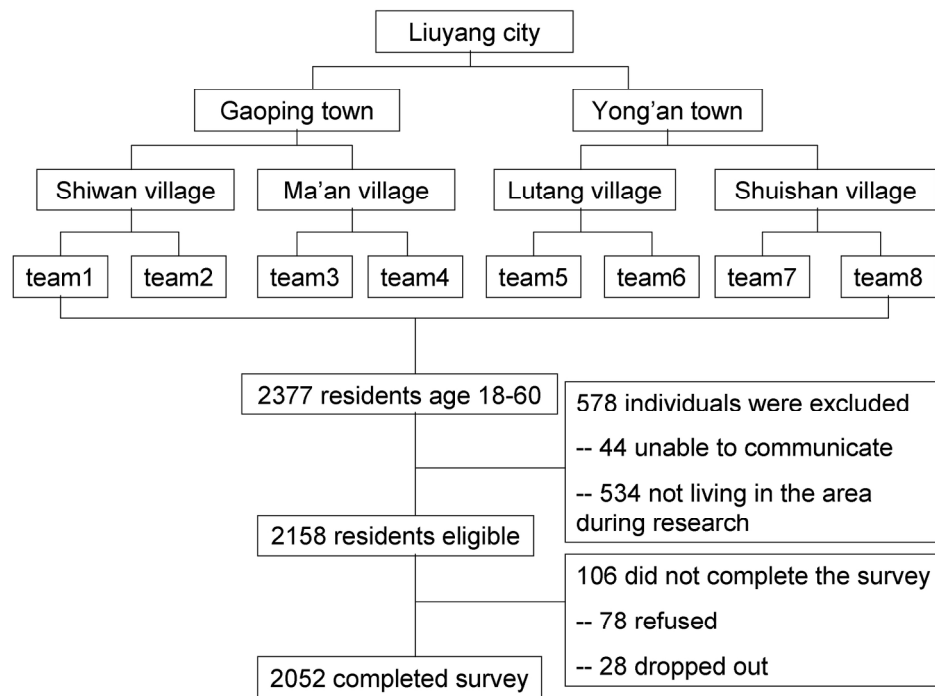 Liuyang city
Gaoping town
Yong'an town
Shiwan village
Ma'an village
Lutang village
Shuishan village
team1
team2
team3
team4
team5
team6
team7
team8
2377 residents age 18-60
578 individuals were excluded
-- 44 unable to communicate
-- 534 not living in the area
during research
2158 residents eligible
106 did not complete the survey
-- 78 refused
-- 28 dropped out
2052 completed survey